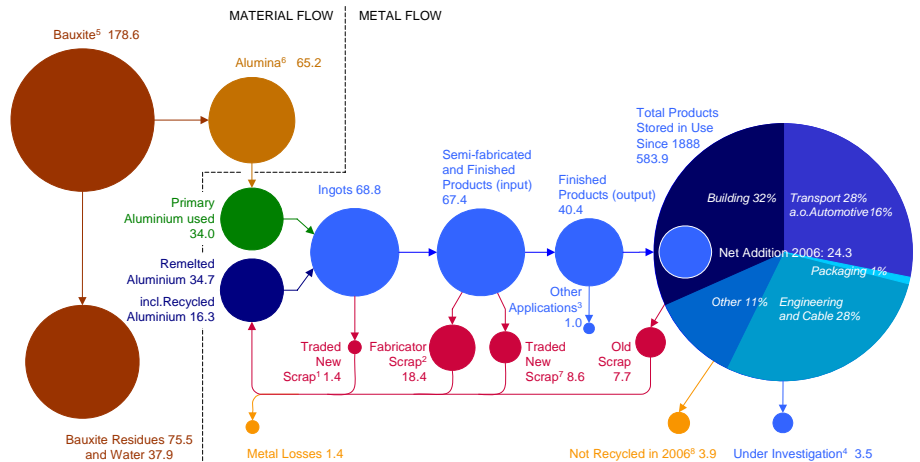 MATERIAL FLOW
METAL FLOW
Bauxite⁵ 178.6
Alumina⁶ 65.2
Total Products
Stored in Use
Since 1888
583.9
Semi-fabricated
and Finished
Products (input)
67.4
Finished
Products (output)
40.4
Ingots 68.8
Primary
Aluminium used
34.0
Building 32%
Transport 28%
a.o.Automotive 16%
Net Addition 2006: 24.3
Packaging 1%
Remelted
Aluminium 34.7
incl.Recycled
Aluminium 16.3
Other
Applications³
1.0
Other 11%
Engineering
and Cable 28%
Traded
New
Scrap¹ 1.4
Fabricator
Scrap²
18.4
Traded
New
Scrap⁷ 8.6
Old
Scrap
7.7
Bauxite Residues 75.5
and Water 37.9
Metal Losses 1.4
Not Recycled in 2006⁸ 3.9
Under Investigation⁴ 3.5